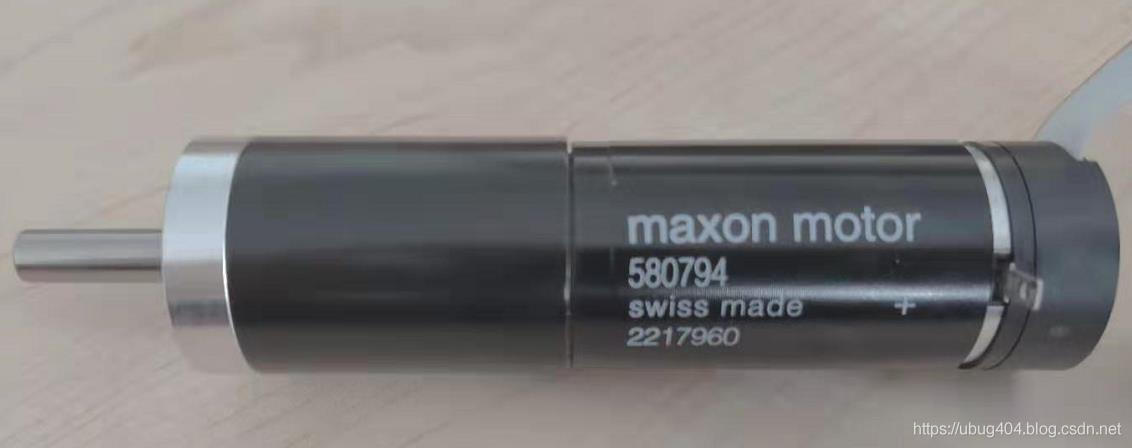 maxon motor
580794
swiss made +
2217960
https://ubug404.blog.csdn.net